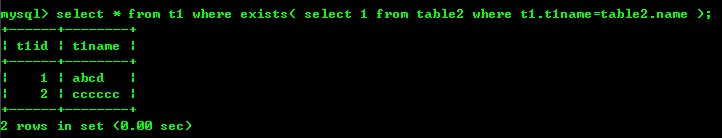 mysql> select * from t1 where exists( select 1 from table2 where t1.t1name=table2.name );
+------+--------+
| t1id | t1name |
+------+--------+
|    1 | abcd   |
|    2 | cccccc |
+------+--------+
2 rows in set (0.00 sec)